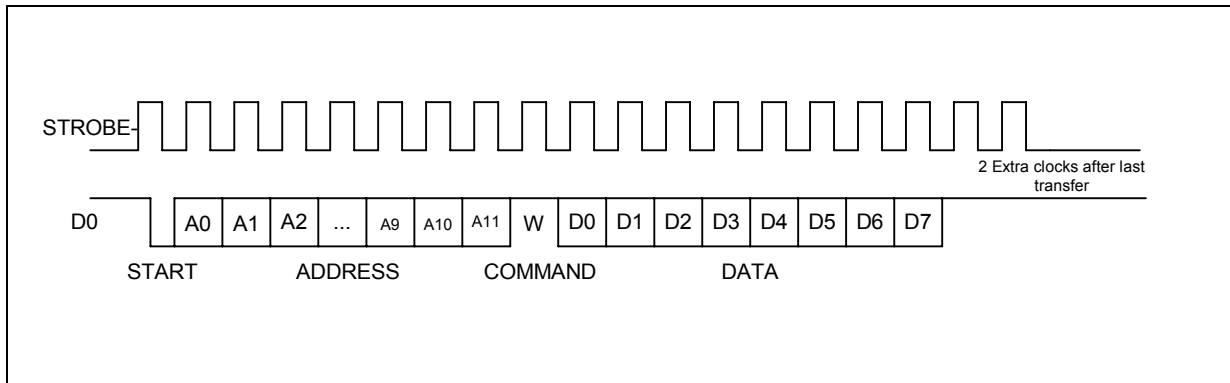 STROBE-
2 Extra clocks after last
transfer
D0 A0 A1 A2 ... A9 A10 A11 W D0 D1 D2 D3 D4 D5 D6 D7
START ADDRESS COMMAND DATA